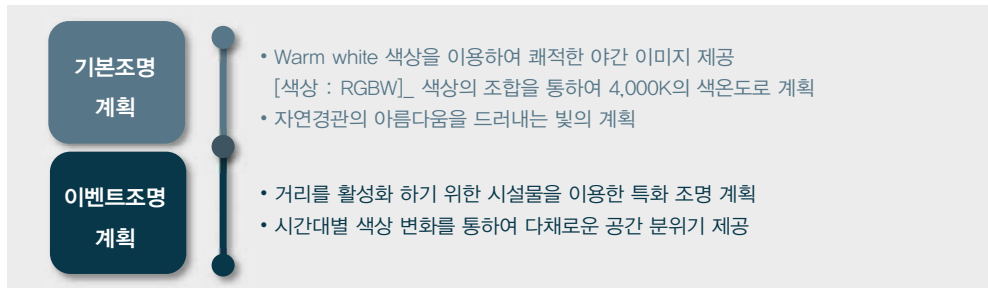 기본조명
계획
• Warm white 색상을 이용하여 쾌적한 야간 이미지 제공
[색상 : RGBW]_ 색상의 조합을 통하여 4,000K의 색온도로 계획
• 자연경관의 아름다움을 드러내는 빛의 계획
이벤트조명
계획
• 거리를 활성화 하기 위한 시설물을 이용한 특화 조명 계획
• 시간대별 색상 변화를 통하여 다채로운 공간 분위기 제공